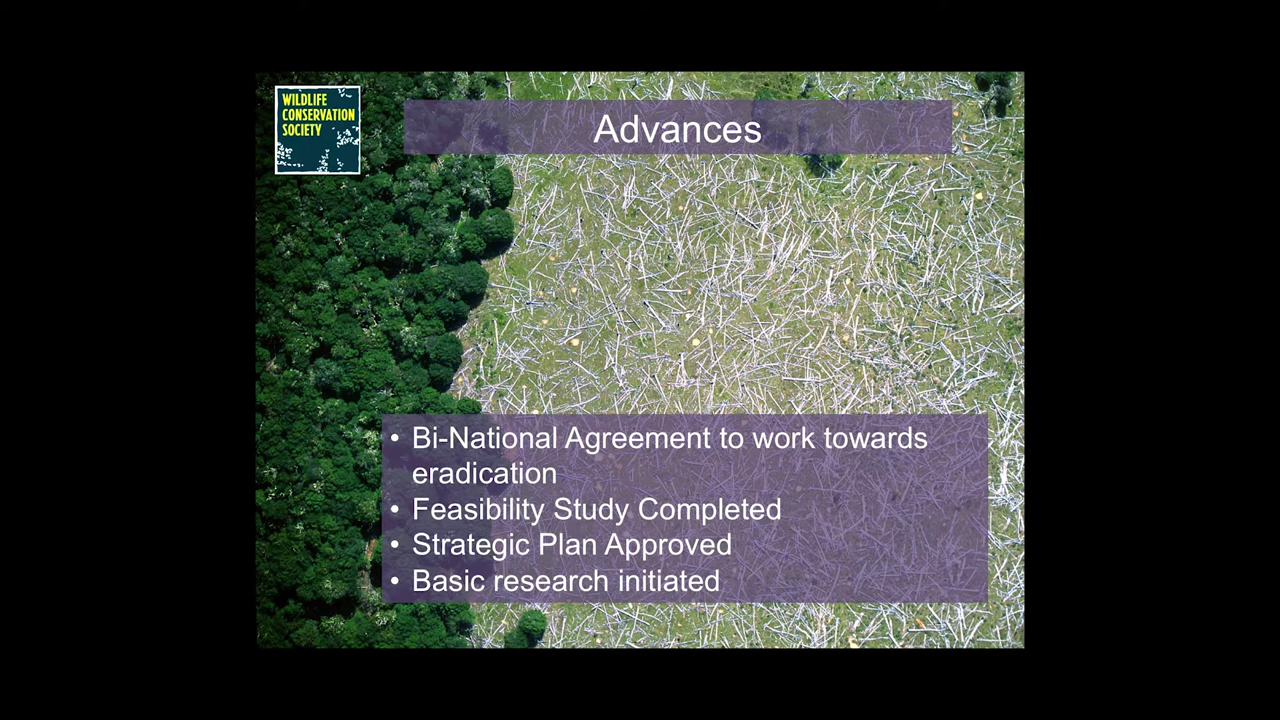 WILDLIFE
CONSERVATION
SOCIETY
Advances
• Bi-National Agreement to work towards
eradication
• Feasibility Study Completed
• Strategic Plan Approved
• Basic research initiated